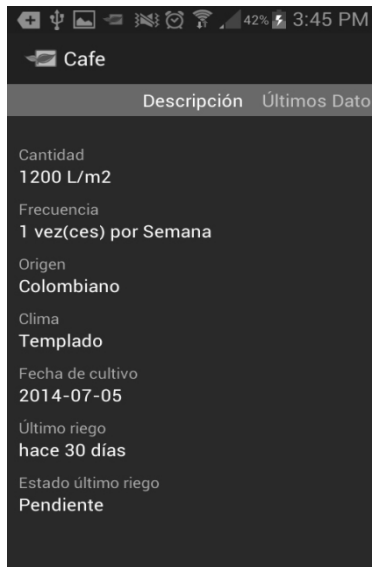 42% 3:45 PM
Cafe
Descripción Últimos Dato
Cantidad
1200 L/m2
Frecuencia
1 vez(ces) por Semana
Origen
Colombiano
Clima
Templado
Fecha de cultivo
2014-07-05
Último riego
hace 30 días
Estado último riego
Pendiente